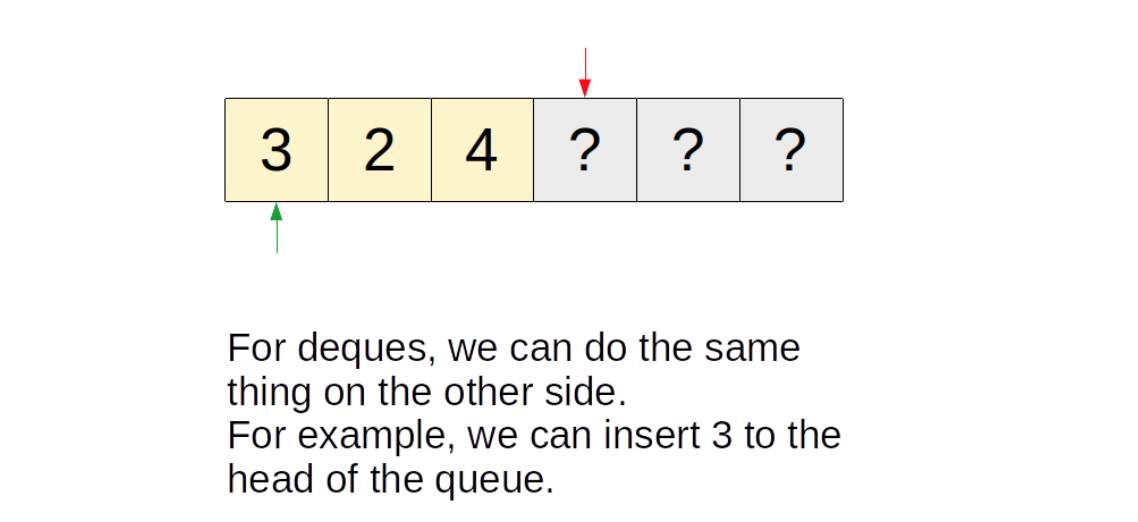 3 2 4 ? ? ?
For deques, we can do the same
thing on the other side.
For example, we can insert 3 to the
head of the queue.